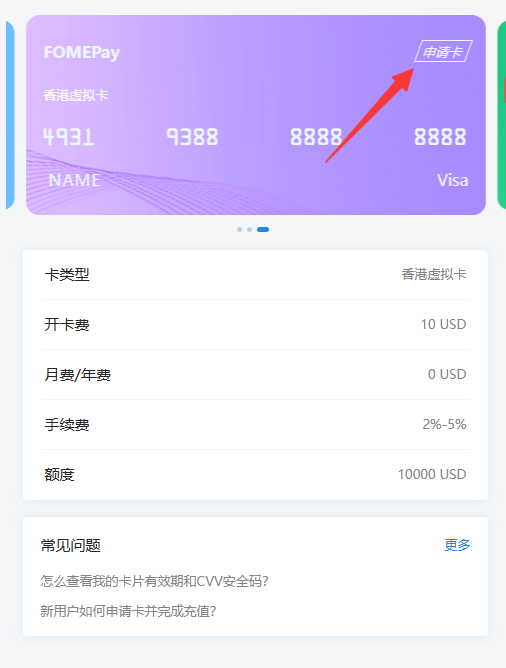 FOMEPay 申请卡
香港虚拟卡
4931 9388 8888 8888
NAME Visa
卡类型 香港虚拟卡
开卡费 10 USD
月费/年费 0 USD
手续费 2%-5%
额度 10000 USD
常见问题 更多
怎么查看我的卡片有效期和CVV安全码?
新用户如何申请卡并完成充值?